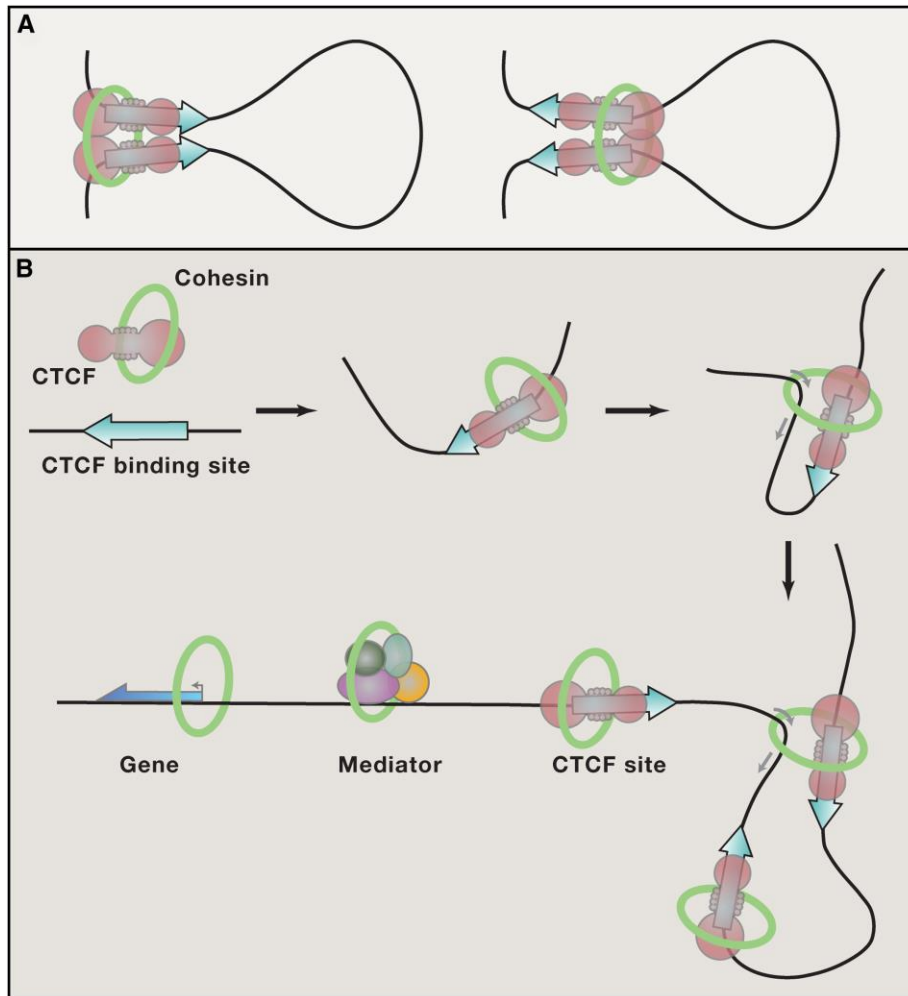 A
B
Cohesin
CTCF
CTCF binding site
Gene
Mediator
CTCF site